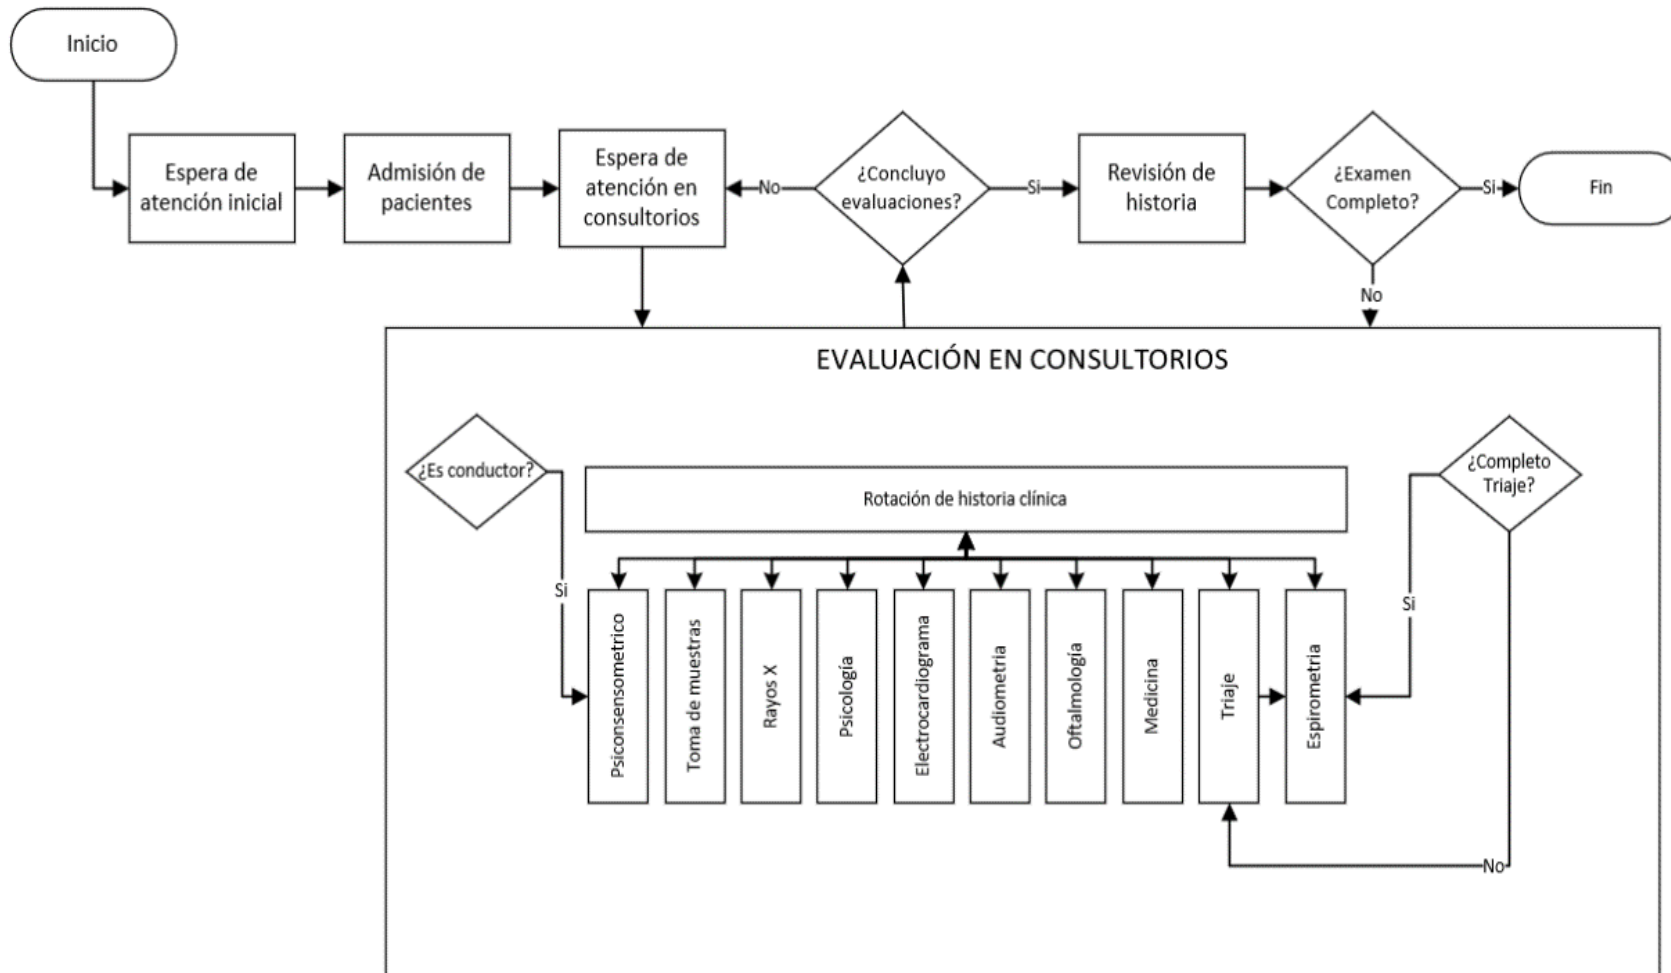 Inicio
Espera de
atención inicial
Admisión de
pacientes
Espera de
atención en
consultorios
No
¿Concluyo
evaluaciones?
Si
Revisión de
historia
¿Examen
Completo?
Si
Fin
No
EVALUACIÓN EN CONSULTORIOS
¿Es conductor?
Si
Rotación de historia clínica
¿Completo
Triaje?
Si
No
Psiconsensometrico
Toma de muestras
Rayos X
Psicología
Electrocardiograma
Audiometria
Oftalmología
Medicina
Triaje
Espirometria